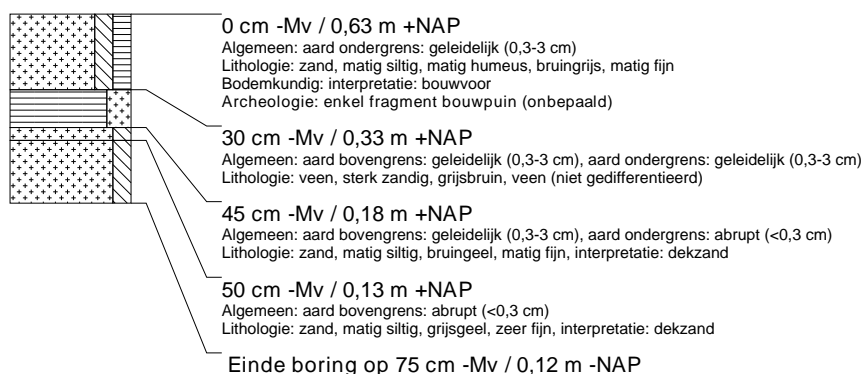 0 cm -Mv / 0,63 m +NAP
Algemeen: aard ondergrens: geleidelijk (0,3-3 cm)
Lithologie: zand, matig siltig, matig humeus, bruingrijs, matig fijn
Bodemkundig: interpretatie: bouwvoor
Archeologie: enkel fragment bouwpuin (onbepaald)
30 cm -Mv / 0,33 m +NAP
Algemeen: aard bovengrens: geleidelijk (0,3-3 cm), aard ondergrens: geleidelijk (0,3-3 cm)
Lithologie: veen, sterk zandig, grijsbruin, veen (niet gedifferentieerd)
45 cm -Mv / 0,18 m +NAP
Algemeen: aard bovengrens: geleidelijk (0,3-3 cm), aard ondergrens: abrupt (<0,3 cm)
Lithologie: zand, matig siltig, bruingeel, matig fijn, interpretatie: dekzand
50 cm -Mv / 0,13 m +NAP
Algemeen: aard bovengrens: abrupt (<0,3 cm)
Lithologie: zand, matig siltig, grijsgeel, zeer fijn, interpretatie: dekzand
Einde boring op 75 cm -Mv / 0,12 m -NAP